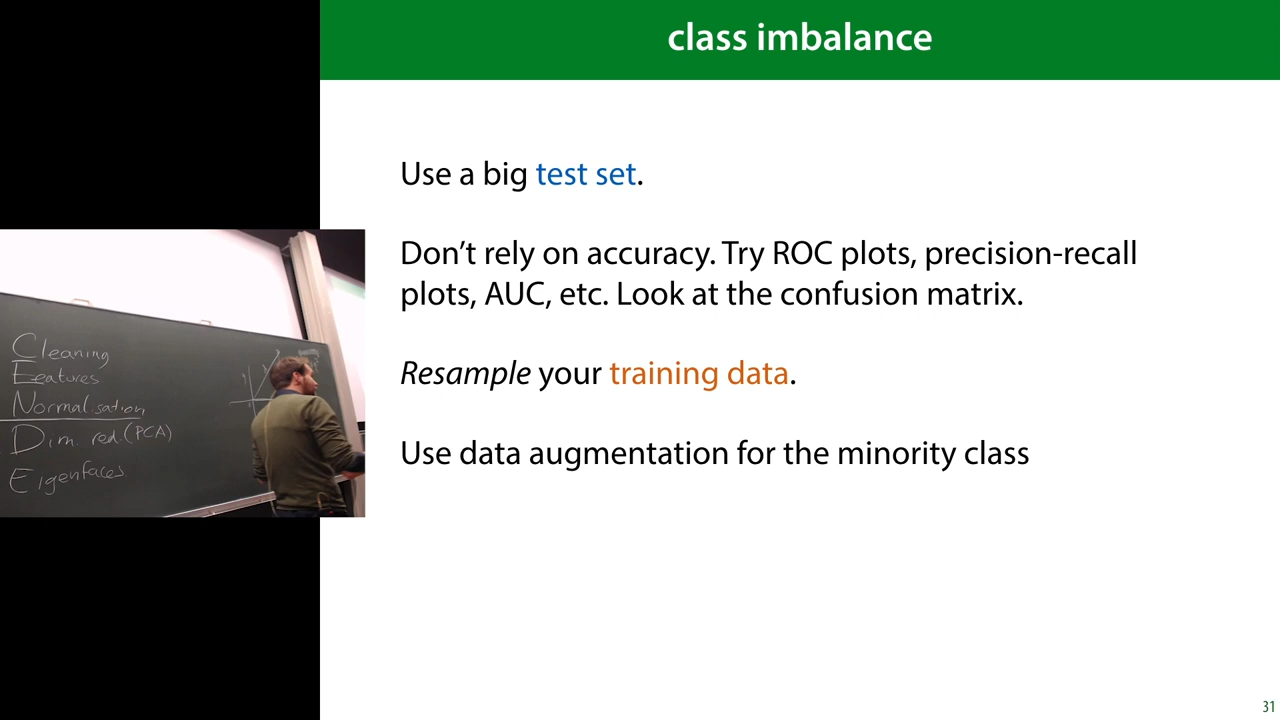 class imbalance
Use a big test set.
Don’t rely on accuracy. Try ROC plots, precision-recall
plots, AUC, etc. Look at the confusion matrix.
Resample your training data.
Use data augmentation for the minority class
Cleaning
Features
Normalisation
Dim red. (PCA)
Eigenfaces
31